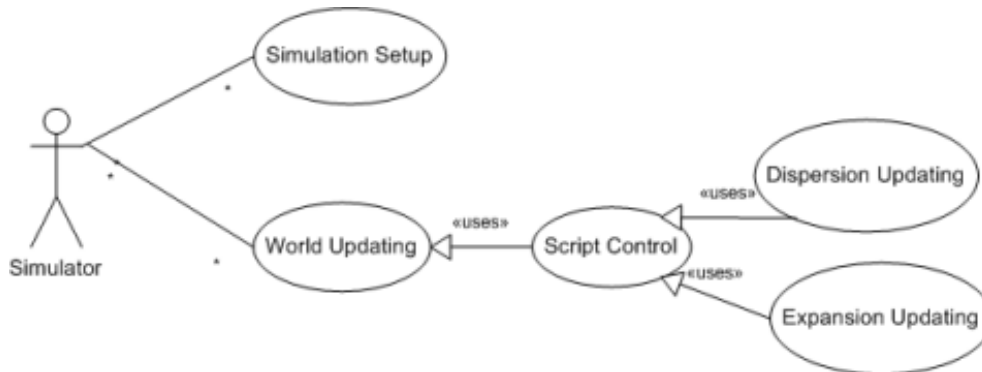 Simulation Setup
*
*
*
Dispersion Updating
«uses»
«uses»
World Updating
Script Control
*
Simulator
«uses»
Expansion Updating